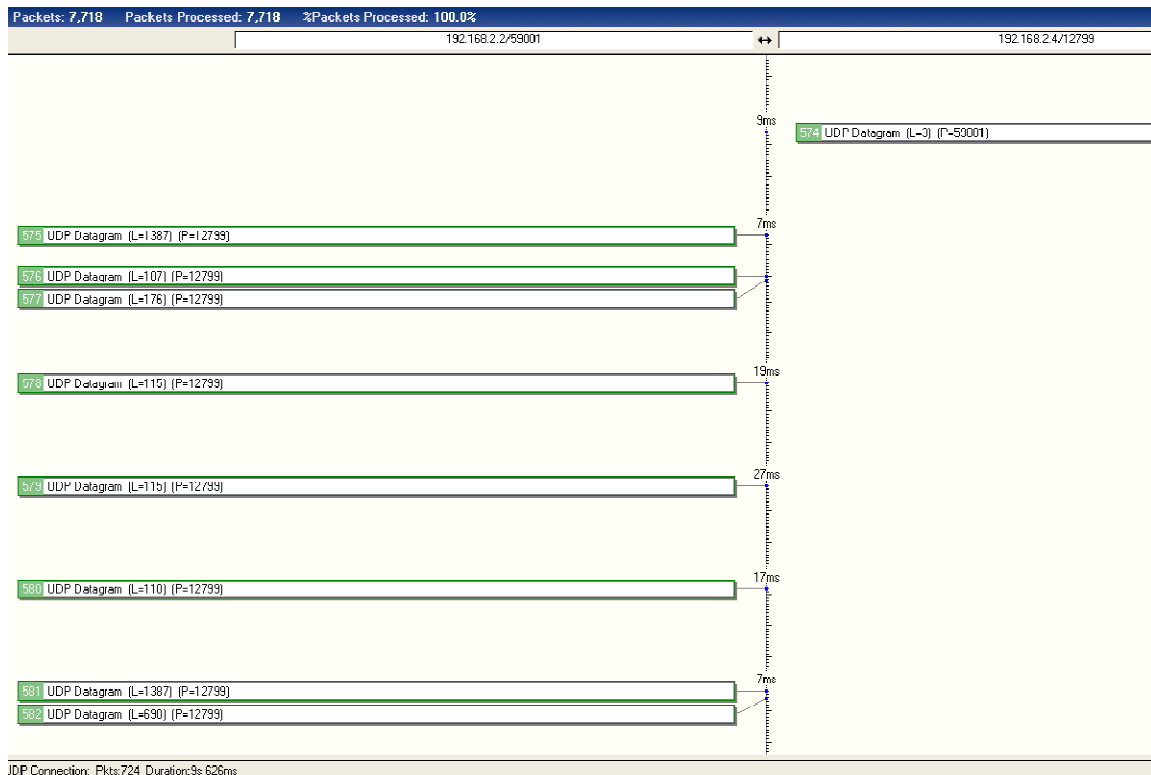 Packets: 7,718 Packets Processed: 7,718 %Packets Processed: 100.0%
192.168.2.2/59001 ↔ 192.168.2.4/12799
9ms
574 UDP Datagram (L=3) (P=59001)
7ms
575 UDP Datagram (L=1387) (P=12799)
576 UDP Datagram (L=107) (P=12799)
577 UDP Datagram (L=176) (P=12799)
19ms
578 UDP Datagram (L=115) (P=12799)
27ms
579 UDP Datagram (L=115) (P=12799)
17ms
580 UDP Datagram (L=110) (P=12799)
7ms
581 UDP Datagram (L=1387) (P=12799)
582 UDP Datagram (L=690) (P=12799)
UDP Connection: Pkts:724 Duration:9s 626ms